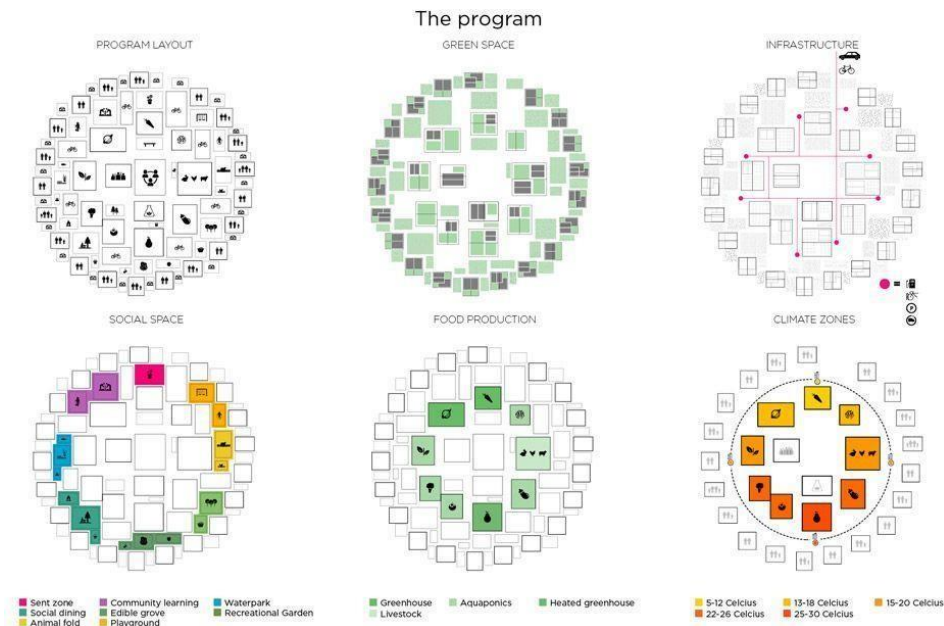 The program
PROGRAM LAYOUT
GREEN SPACE
INFRASTRUCTURE
SOCIAL SPACE
FOOD PRODUCTION
CLIMATE ZONES
Sent zone
Community learning
Waterpark
Social dining
Edible grove
Recreational Garden
Animal fold
Playground
Greenhouse
Aquaponics
Heated greenhouse
Livestock
5-12 Celcius
13-18 Celcius
15-20 Celcius
22-26 Celcius
25-30 Celcius